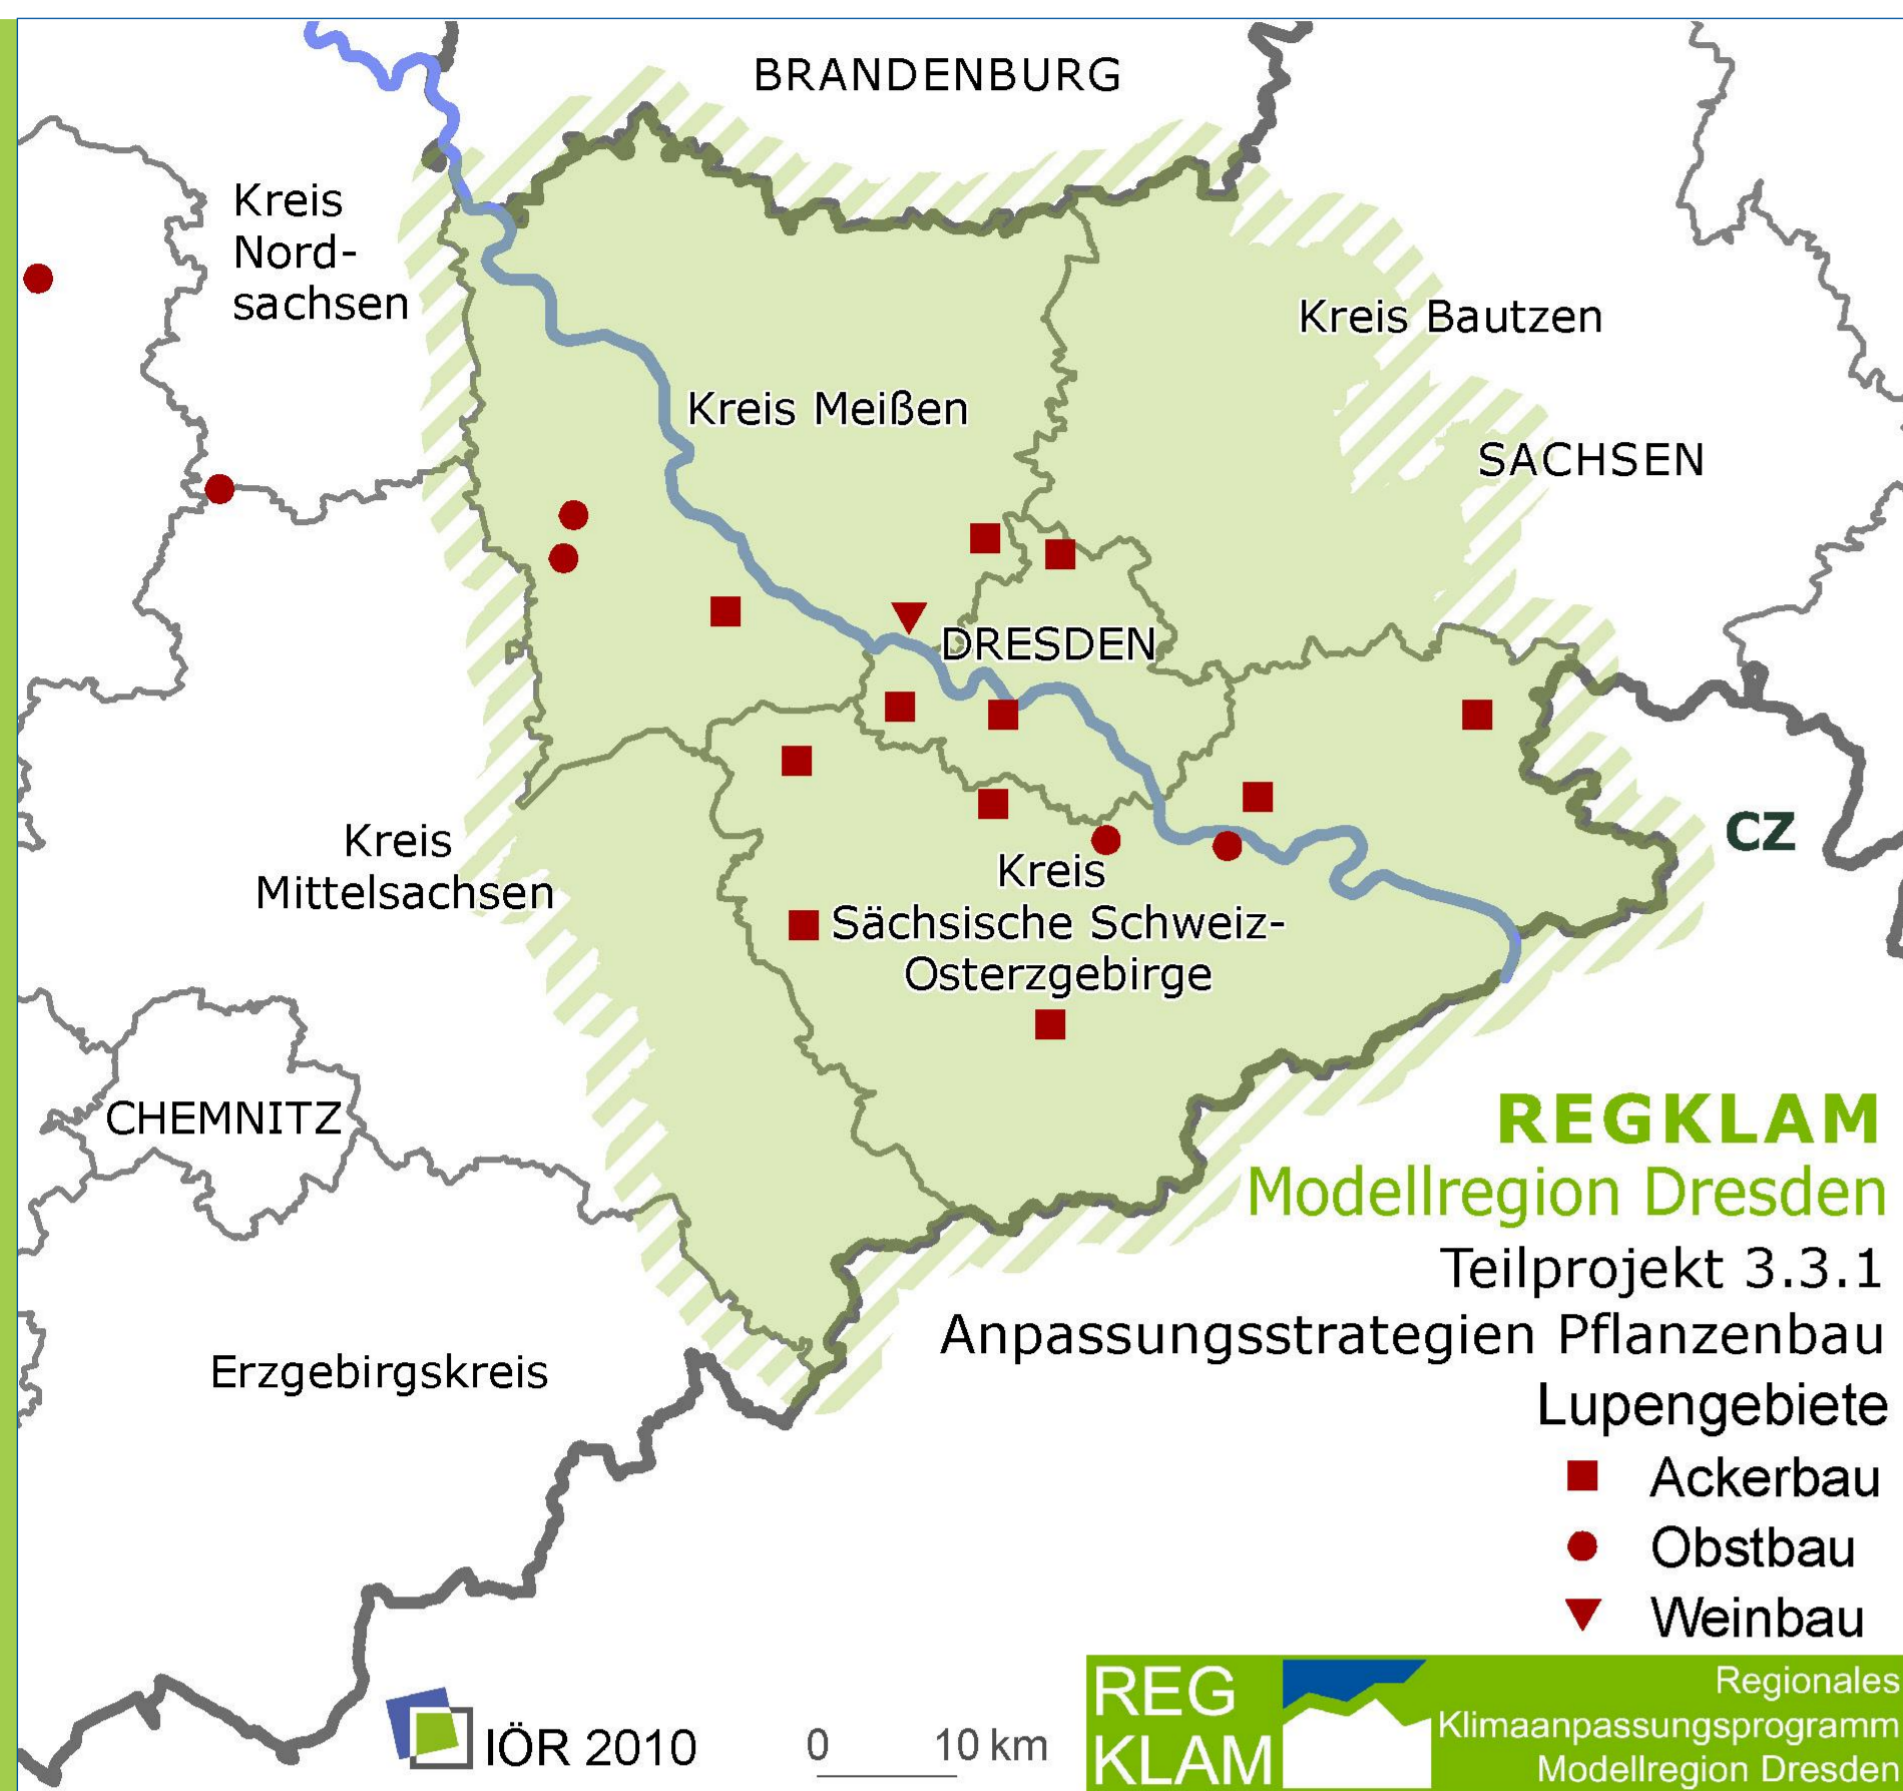 BRANDENBURG
Kreis
Nord-
sachsen
Kreis Bautzen
Kreis Meißen
SACHSEN
DRESDEN
CZ
Kreis
Mittelsachsen
Kreis
Sächsische Schweiz-
Osterzgebirge
CHEMNITZ
Erzgebirgskreis
REGKLAM
Modellregion Dresden
Teilprojekt 3.3.1
Anpassungsstrategien Pflanzenbau
Lupengebiete
Ackerbau
Obstbau
Weinbau
IÖR 2010
0 10 km
REG
KLAM
Regionales
Klimaanpassungsprogramm
Modellregion Dresden